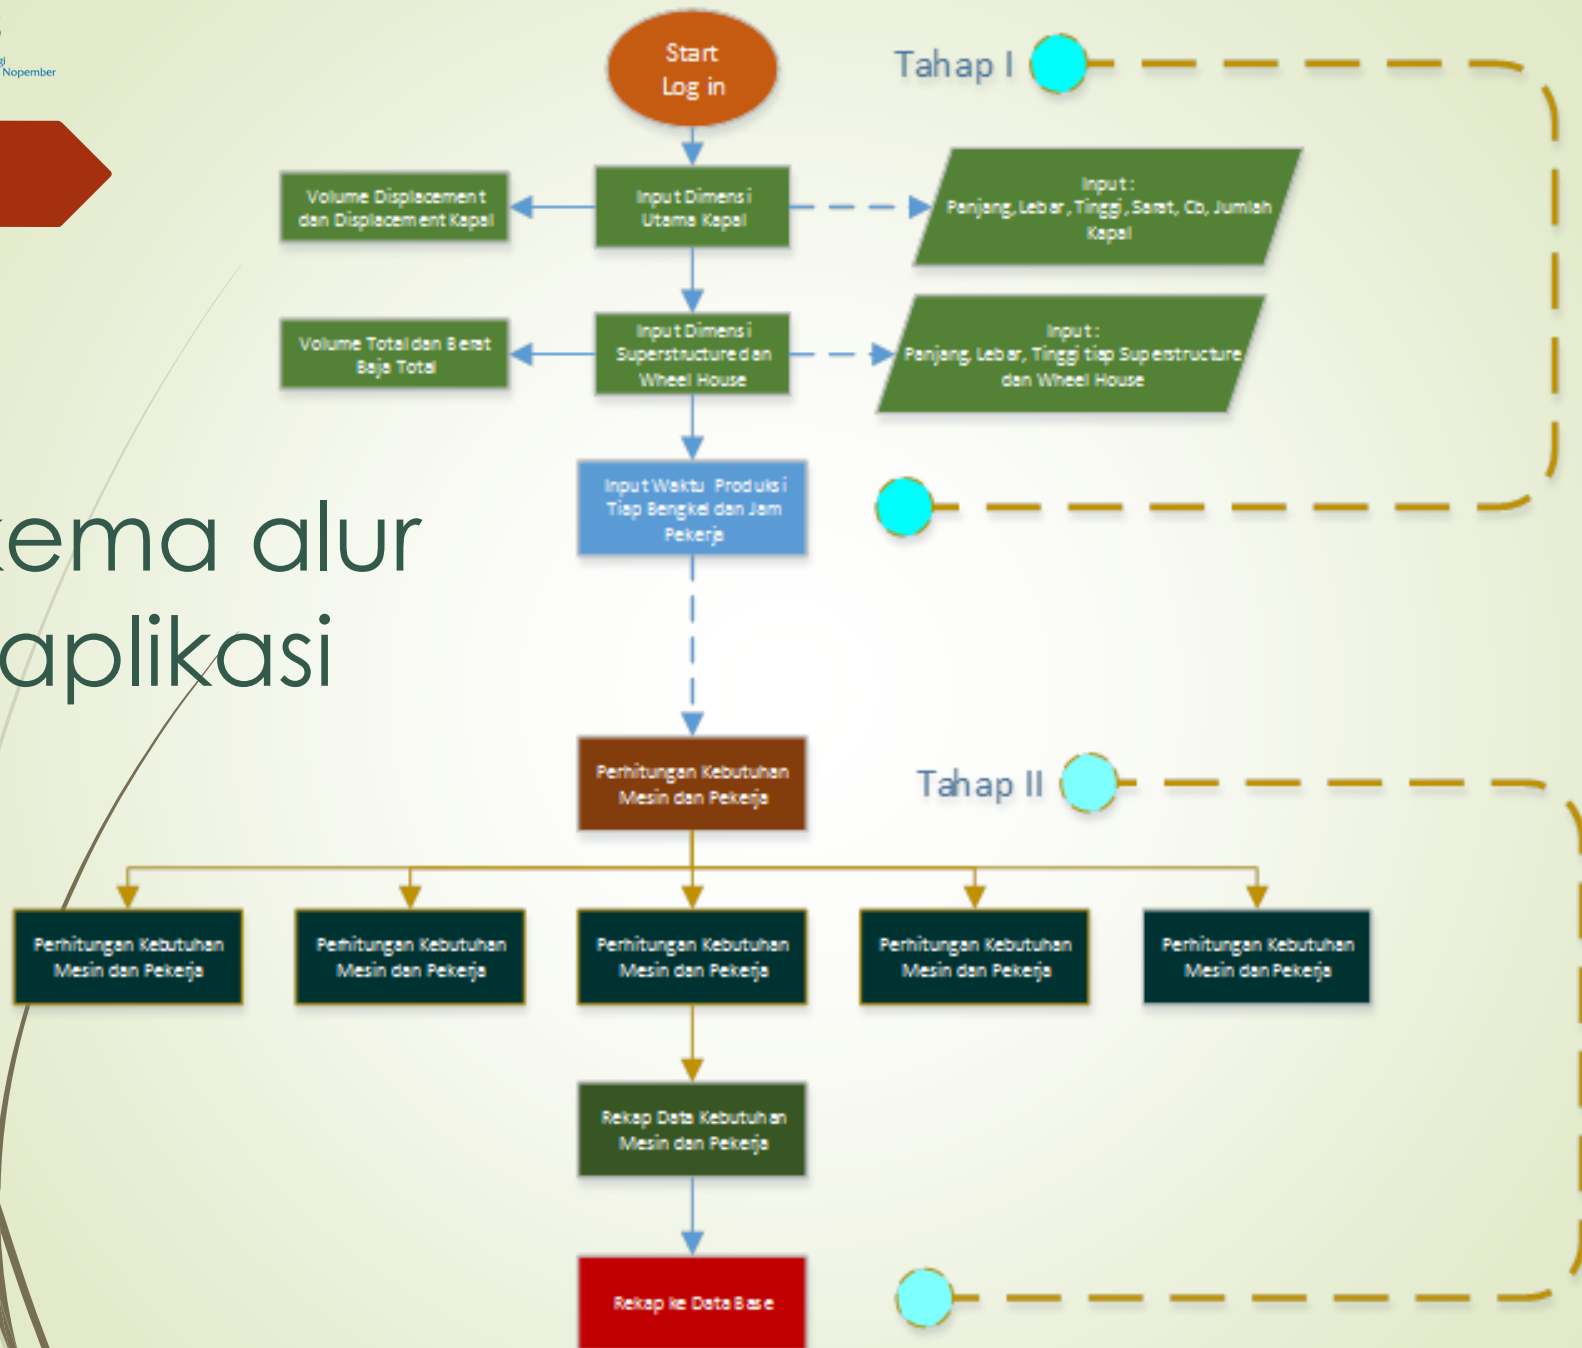 Nopember
Start
Log in
Tahap I
Volume Displacement
dan Displacement Kapal
Input Dimensi
Utama Kapal
Input :
Panjang, Lebar, Tinggi, Sarat, Cb, Jumlah
Kapal
Volume Total dan Berat
Baja Total
Input Dimensi
Superstructure dan
Wheel House
Input :
Panjang, Lebar, Tinggi tiap Superstructure
dan Wheel House
Input Waktu Produksi
Tiap Bengkel dan Jam
Pekerja
kema alur
aplikasi
Perhitungan Kebutuhan
Mesin dan Pekerja
Tahap II
Perhitungan Kebutuhan
Mesin dan Pekerja
Perhitungan Kebutuhan
Mesin dan Pekerja
Perhitungan Kebutuhan
Mesin dan Pekerja
Perhitungan Kebutuhan
Mesin dan Pekerja
Perhitungan Kebutuhan
Mesin dan Pekerja
Rekap Data Kebutuhan
Mesin dan Pekerja
Rekap ke Data Base